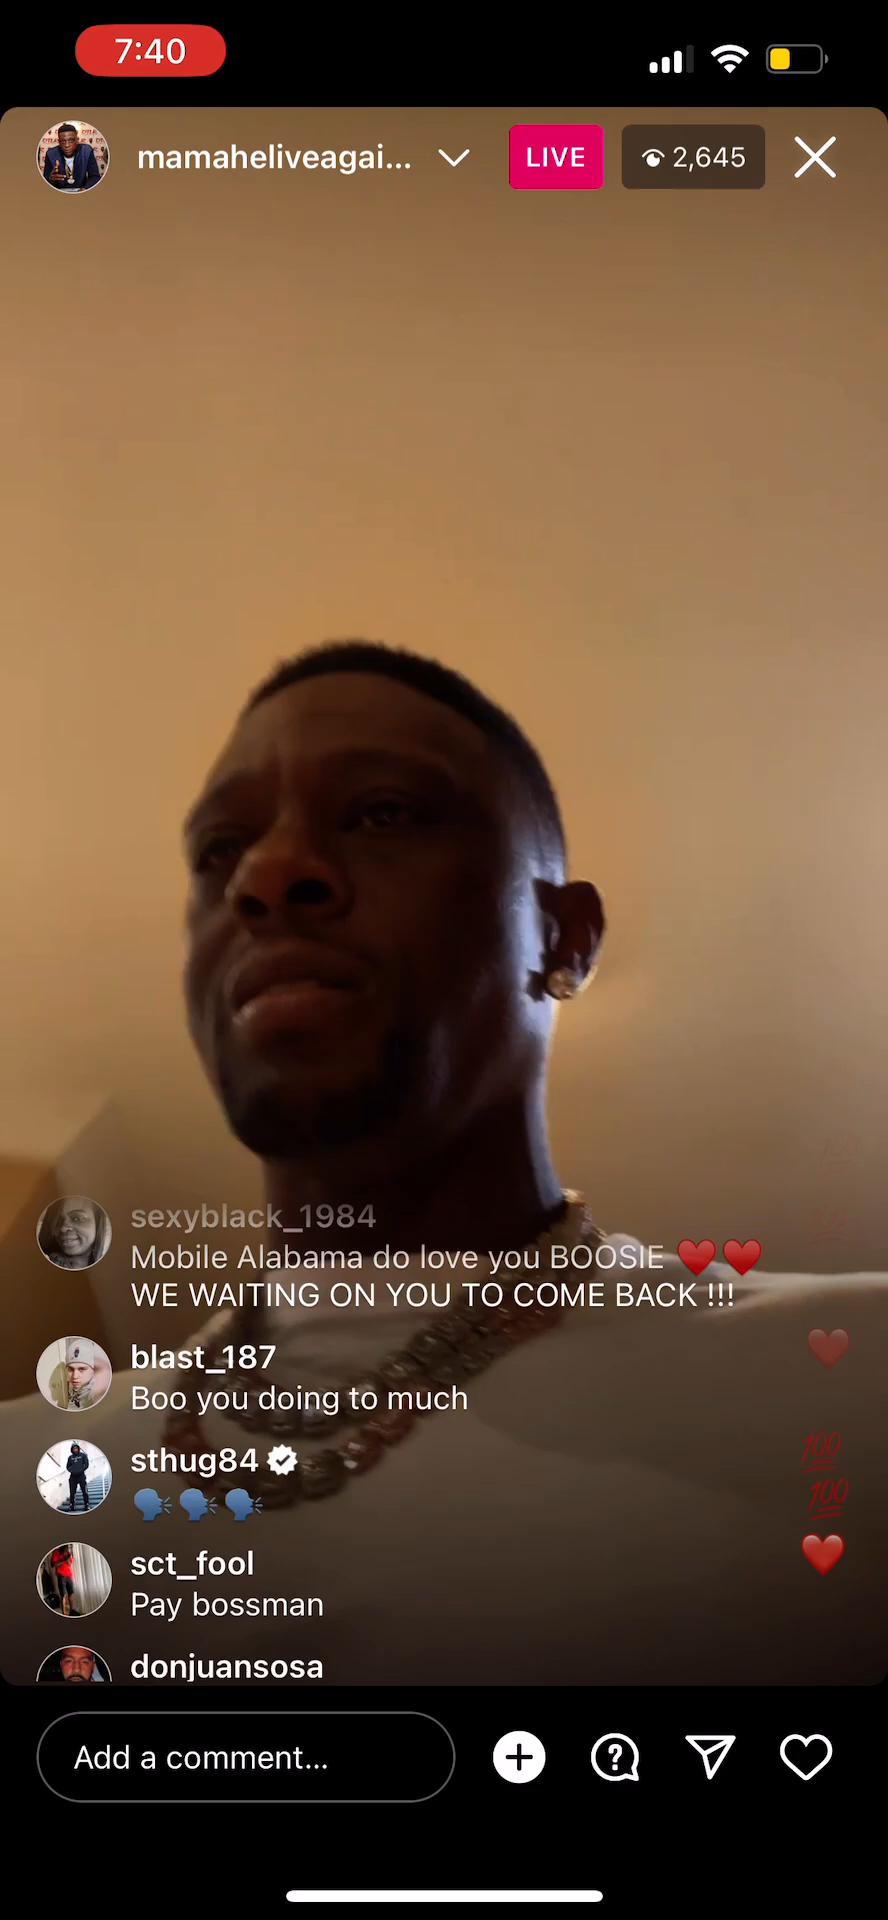 7:40
mamaheliveagai...
LIVE
2,645
sexyblack_1984
Mobile Alabama do love you BOOSIE ❤️❤️
WE WAITING ON YOU TO COME BACK !!!
blast_187
Boo you doing to much
sthug84
🗣️🗣️🗣️
sct_fool
Pay bossman
donjuansosa
Add a comment...